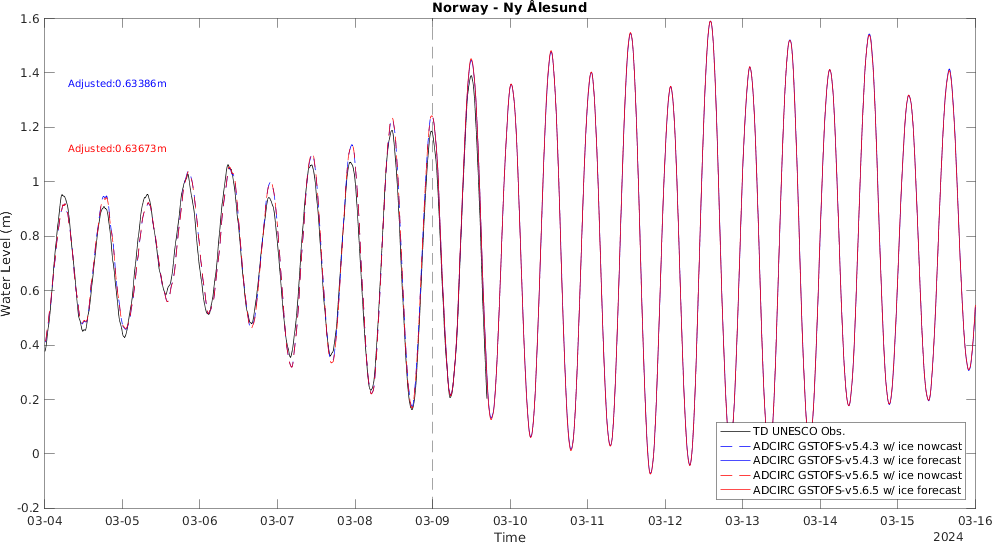 Norway - Ny Ålesund
1.6
1.4
1.2
1
0.8
0.6
0.4
0.2
0
-0.2
Water Level (m)
Adjusted:0.63386m
Adjusted:0.63673m
TD UNESCO Obs.
ADCIRC GSTOFS-v5.4.3 w/ ice nowcast
ADCIRC GSTOFS-v5.4.3 w/ ice forecast
ADCIRC GSTOFS-v5.6.5 w/ ice nowcast
ADCIRC GSTOFS-v5.6.5 w/ ice forecast
03-04 03-05 03-06 03-07 03-08 03-09 03-10 03-11 03-12 03-13 03-14 03-15 03-16
Time
2024